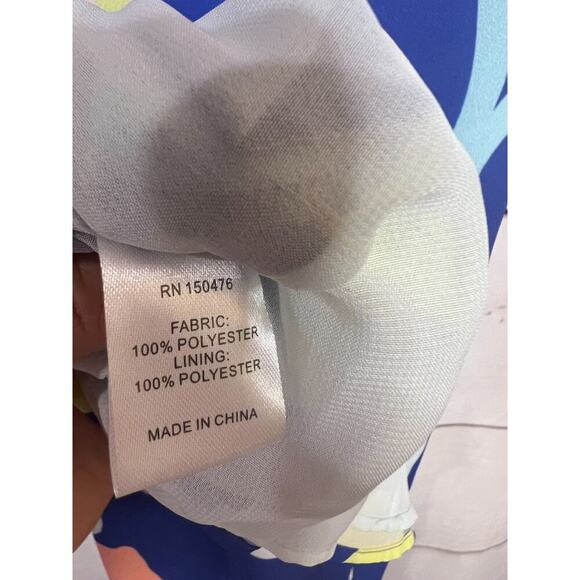 RN 150476
FABRIC:
100% POLYESTER
LINING:
100% POLYESTER
MADE IN CHINA